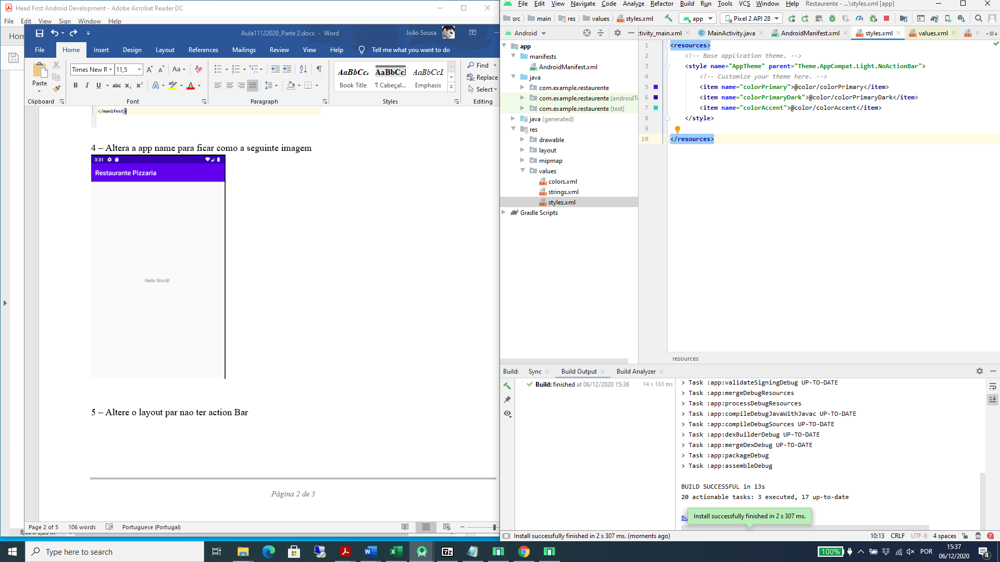 Head First Android Development - Adobe Acrobat Reader DC
File Edit View Sign Window Help
Hom
Aula11122020_Parte 2.docx - Word
João Sousa
File Home Insert Design Layout References Mailings Review View Help Tell me what you want to do
Paste
Times New R 11,5 Aa
B I U abc x₂ x²
AaBbCcI AaBbCcI AaBbCcL
Book Title ¶ Cabeçal... Emphasis
Find
Replace
Select
Clipboard Font Paragraph Styles Editing
</manifest>
4 – Altera a app name para ficar como a seguinte imagem
3:31
Restaurante Pizzaria
Hello World!
5 – Altere o layout par nao ter action Bar
Página 2 de 5
Page 2 of 5 106 words Portuguese (Portugal)
File Edit View Navigate Code Analyze Refactor Build Run Tools VCS Window Help Restaurente - ...\styles.xml [app]
src main res values styles.xml app Pixel 2 API 28
Android
tivity_main.xml MainActivity.java AndroidManifest.xml styles.xml values.xml 4
app
manifests
AndroidManifest.xml
java
com.example.restaurente
com.example.restaurente (androidTe
com.example.restaurente (test)
java (generated)
res
drawable
layout
mipmap
values
colors.xml
strings.xml
styles.xml
Gradle Scripts
1 <resources>
2 <!-- Base application theme. -->
3 <style name="AppTheme" parent="Theme.AppCompat.Light.NoActionBar">
4 <!-- Customize your theme here. -->
5 <item name="colorPrimary">@color/colorPrimary</item>
6 <item name="colorPrimaryDark">@color/colorPrimaryDark</item>
7 <item name="colorAccent">@color/colorAccent</item>
8 </style>
9
10 </resources>
resources
Build: Sync Build Output Build Analyzer
Build: finished at 06/12/2020 15:36 14 s 163 ms
> Task :app:validateSigningDebug UP-TO-DATE
> Task :app:mergeDebugResources
> Task :app:processDebugResources
> Task :app:compileDebugJavaWithJavac UP-TO-DATE
> Task :app:compileDebugSources UP-TO-DATE
> Task :app:dexBuilderDebug UP-TO-DATE
> Task :app:mergeDexDebug UP-TO-DATE
> Task :app:packageDebug
> Task :app:assembleDebug
BUILD SUCCESSFUL in 13s
20 actionable tasks: 3 executed, 17 up-to-date
Bu
Install successfully finished in 2 s 307 ms.
Install successfully finished in 2 s 307 ms. (moments ago) 10:13 CRLF UTF-8 4 spaces 7
Type here to search
100% POR
15:37
06/12/2020
4